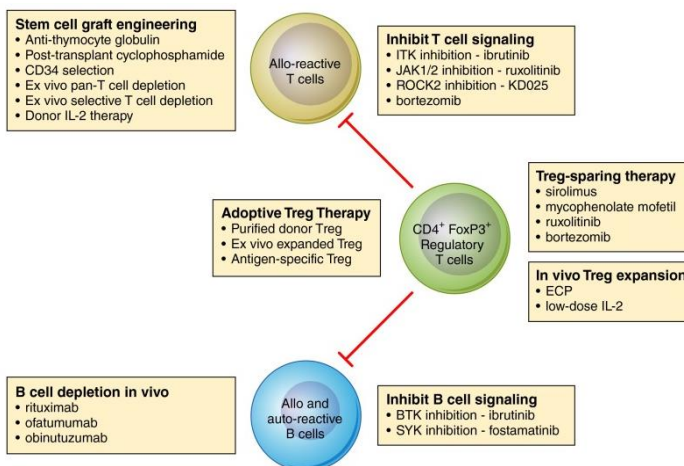 Stem cell graft engineering
• Anti-thymocyte globulin
• Post-transplant cyclophosphamide
• CD34 selection
• Ex vivo pan-T cell depletion
• Ex vivo selective T cell depletion
• Donor IL-2 therapy
Allo-reactive
T cells
Inhibit T cell signaling
• ITK inhibition - ibrutinib
• JAK1/2 inhibition - ruxolitinib
• ROCK2 inhibition - KD025
• bortezomib
Adoptive Treg Therapy
• Purified donor Treg
• Ex vivo expanded Treg
• Antigen-specific Treg
CD4⁺ FoxP3⁺
Regulatory
T cells
Treg-sparing therapy
• sirolimus
• mycophenolate mofetil
• ruxolitinib
• bortezomib
In vivo Treg expansion
• ECP
• low-dose IL-2
B cell depletion in vivo
• rituximab
• ofatumumab
• obinutuzumab
Allo and
auto-reactive
B cells
Inhibit B cell signaling
• BTK inhibition - ibrutinib
• SYK inhibition - fostamatinib